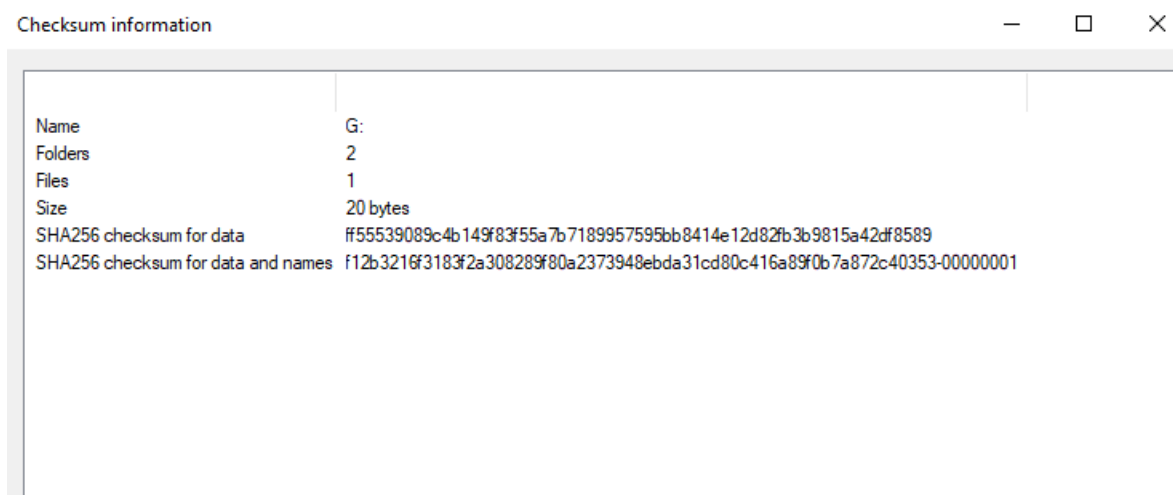 Checksum information
Name G:
Folders 2
Files 1
Size 20 bytes
SHA256 checksum for data ff55539089c4b149f83f55a7b7189957595bb8414e12d82fb3b9815a42df8589
SHA256 checksum for data and names f12b3216f3183f2a308289f80a2373948ebda31cd80c416a89f0b7a872c40353-00000001